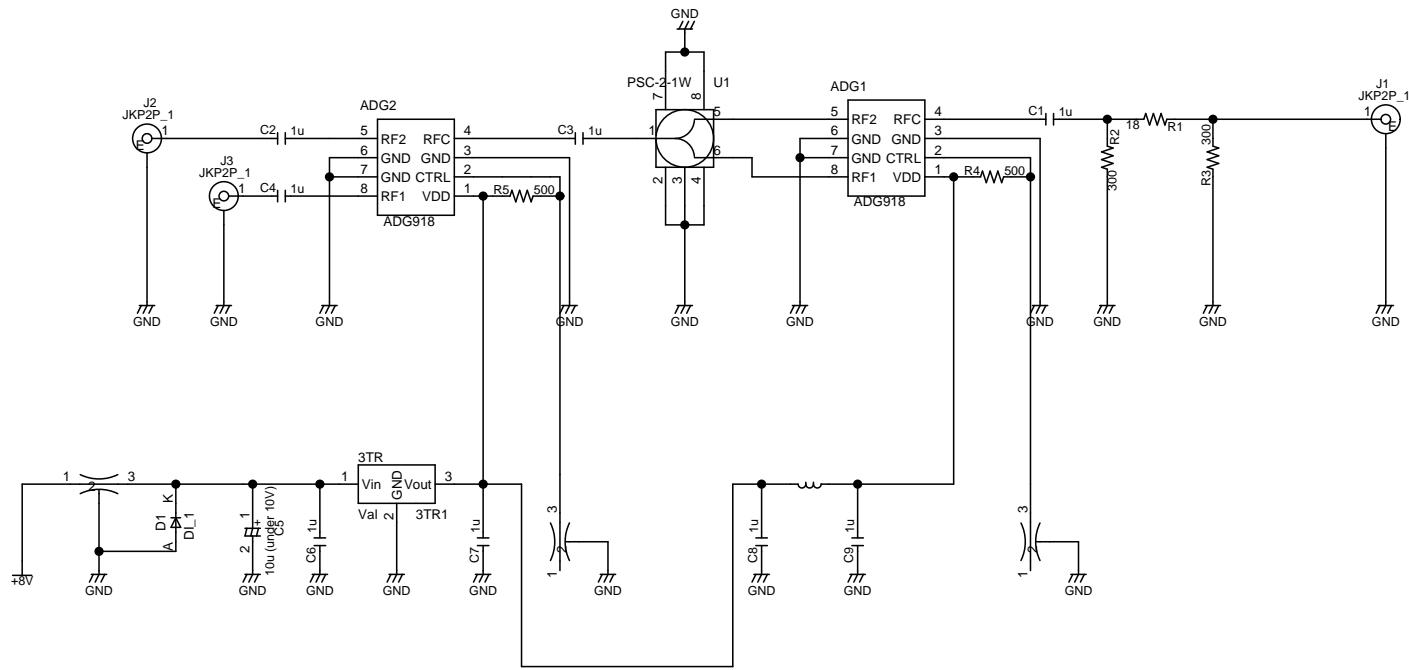 GND
PSC-2-1W U1
7 8
J2
JKP2P_1
1
E
C2 1u
ADG2
5 RF2 RFC 4
6 GND GND 3
7 GND CTRL 2
8 RF1 VDD 1
ADG918
J3
JKP2P_1
1
E
C4 1u
C3 1u
R5 500
1 5
6
2 3 4
ADG1
5 RF2 RFC 4
6 GND GND 3
7 GND CTRL 2
8 RF1 VDD 1
ADG918
R4 500
C1 1u
R2
300
18 R1
300
R3
J1
JKP2P_1
1
E
GND
GND
GND
GND
GND
GND
GND
GND
GND
GND
1 2 3
+8V
GND
D1
DI_1
K
A
1
+
2
C5
10u (under 10V)
GND
C6 1u
GND
3TR
1 Vin GND Vout 3
Val 2 3TR1
GND
C7 1u
GND
3
2
1
GND
C8 1u
GND
C9 1u
GND
3
2
1
GND